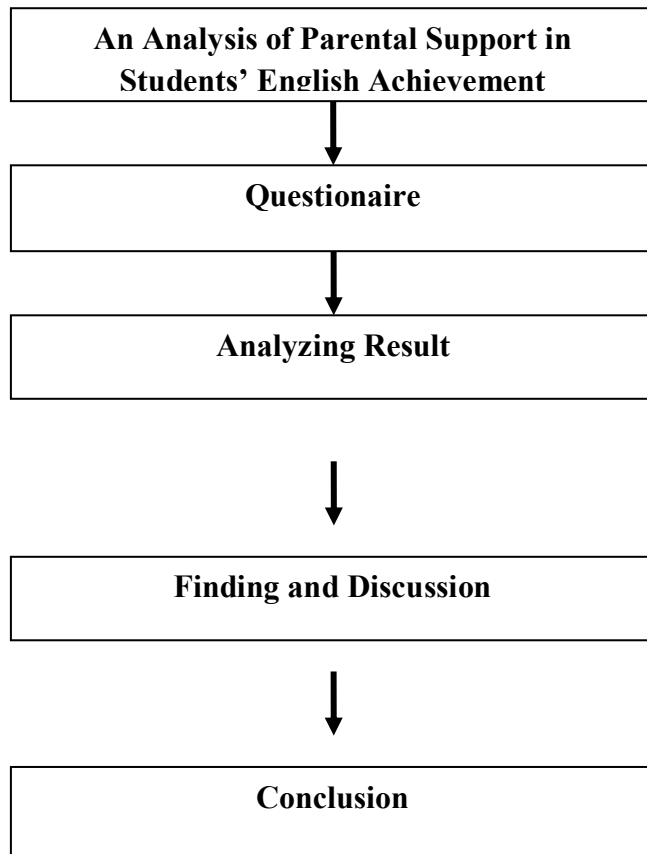 An Analysis of Parental Support in
Students’ English Achievement
Questionaire
Analyzing Result
Finding and Discussion
Conclusion